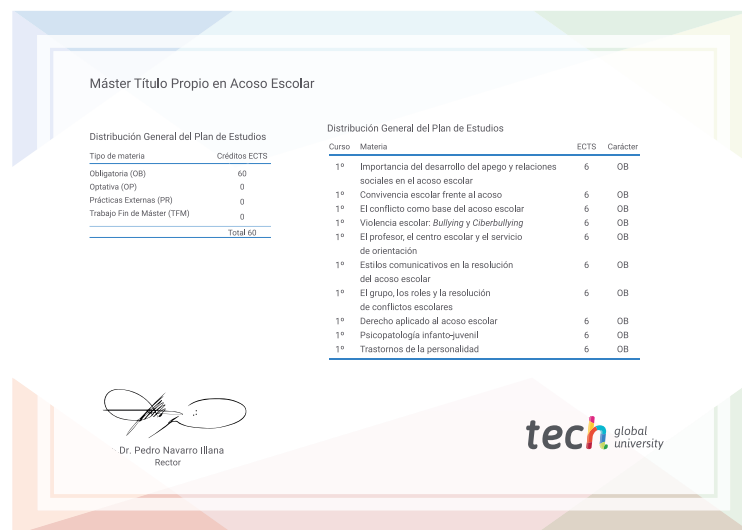 Máster Título Propio en Acoso Escolar
Distribución General del Plan de Estudios
Tipo de materia Créditos ECTS
Obligatoria (OB) 60
Optativa (OP) 0
Prácticas Externas (PR) 0
Trabajo Fin de Máster (TFM) 0
Total 60
Distribución General del Plan de Estudios
Curso Materia ECTS Carácter
1º Importancia del desarrollo del apego y relaciones 6 OB
sociales en el acoso escolar
1º Convivencia escolar frente al acoso 6 OB
1º El conflicto como base del acoso escolar 6 OB
1º Violencia escolar: Bullying y Ciberbullying 6 OB
1º El profesor, el centro escolar y el servicio 6 OB
de orientación
1º Estilos comunicativos en la resolución 6 OB
del acoso escolar
1º El grupo, los roles y la resolución 6 OB
de conflictos escolares
1º Derecho aplicado al acoso escolar 6 OB
1º Psicopatología infanto-juvenil 6 OB
1º Trastornos de la personalidad 6 OB
Dr. Pedro Navarro Illana
Rector
tech global
university